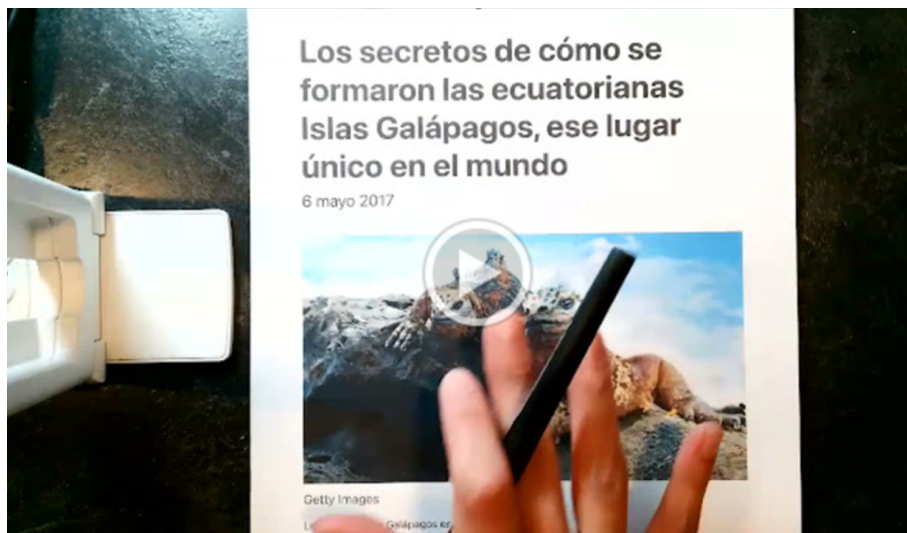 Los secretos de cómo se
formaron las ecuatorianas
Islas Galápagos, ese lugar
único en el mundo
6 mayo 2017
Getty Images
Galápagos en